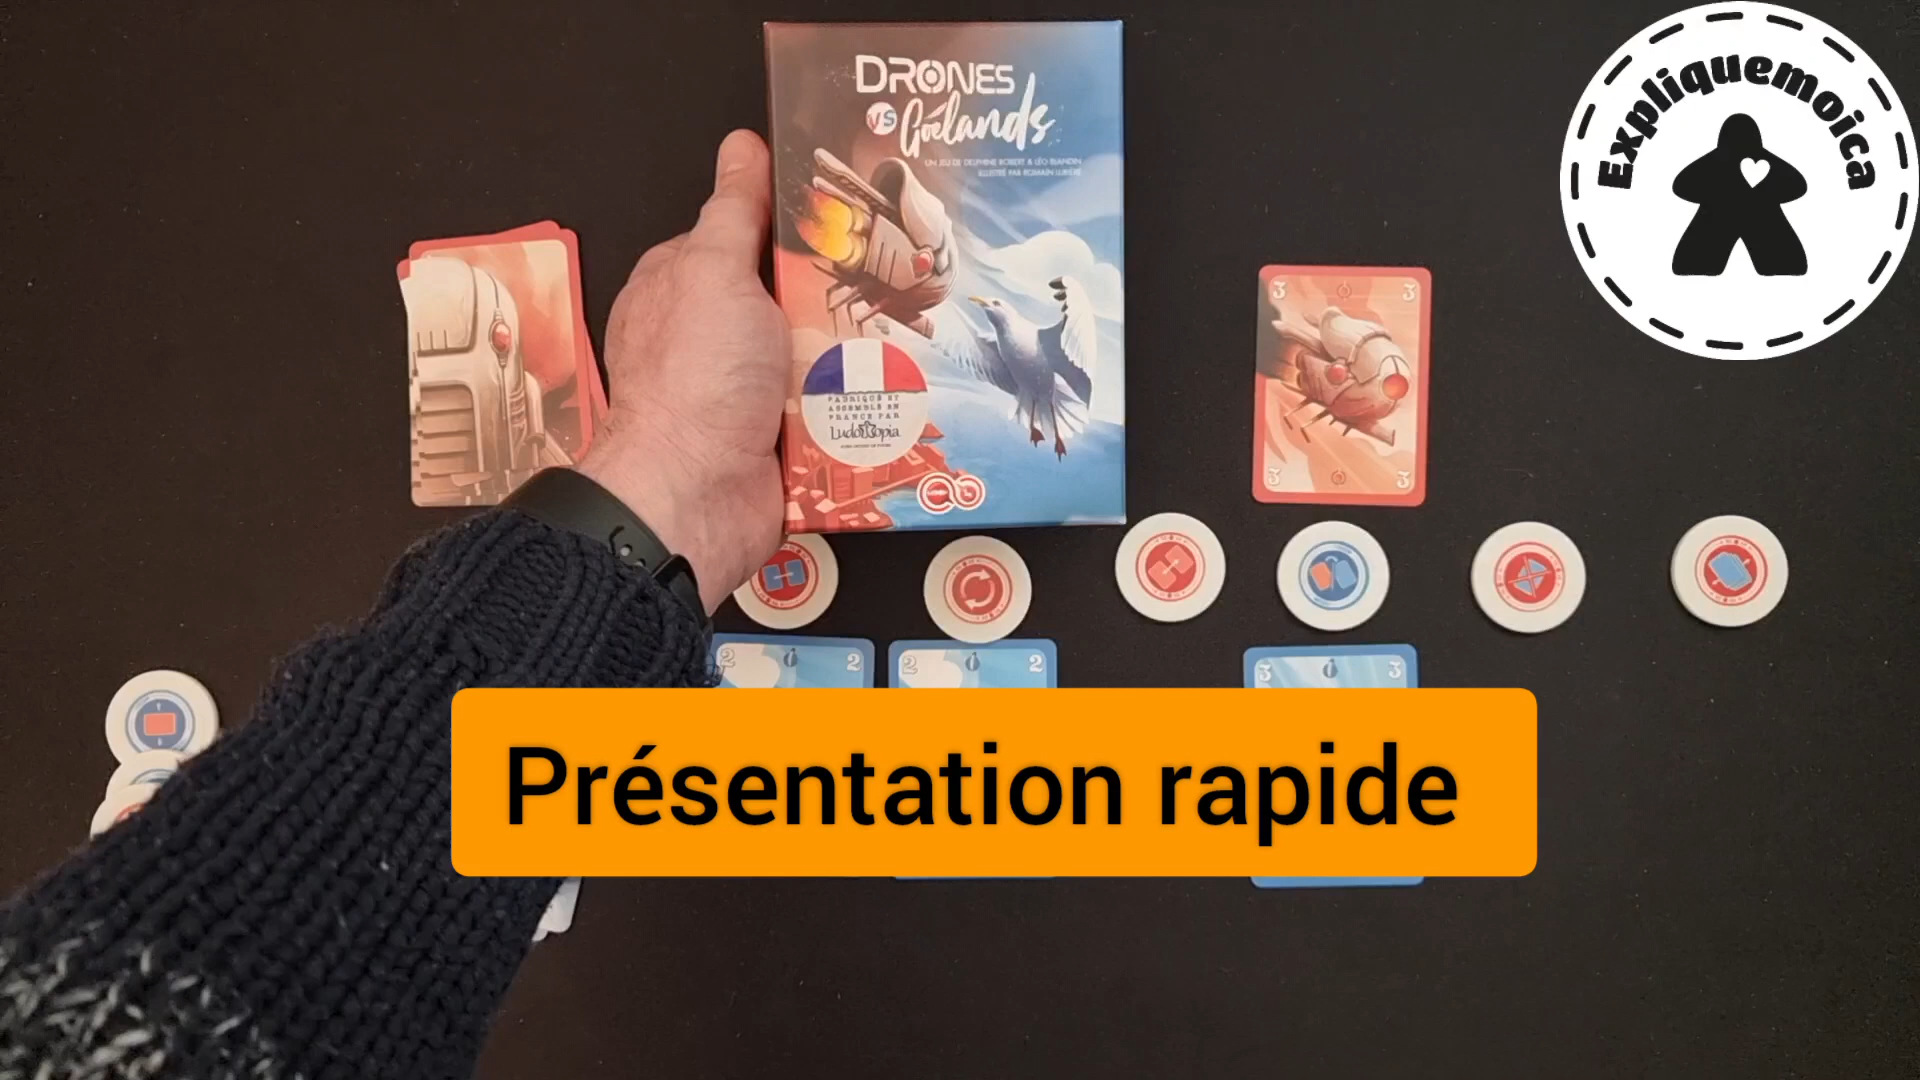 DRONES
VS Goélands
UN JEU DE DELPHINE ROBERT & LÉO BLANDIN
ILLUSTRÉ PAR ROMAIN LUBIÈRE
FABRIQUÉ ET
ASSEMBLÉ EN
FRANCE PAR
Ludotopia
Expliquemoica
3 3
3 3
2 2
2 2
3 3
Présentation rapide